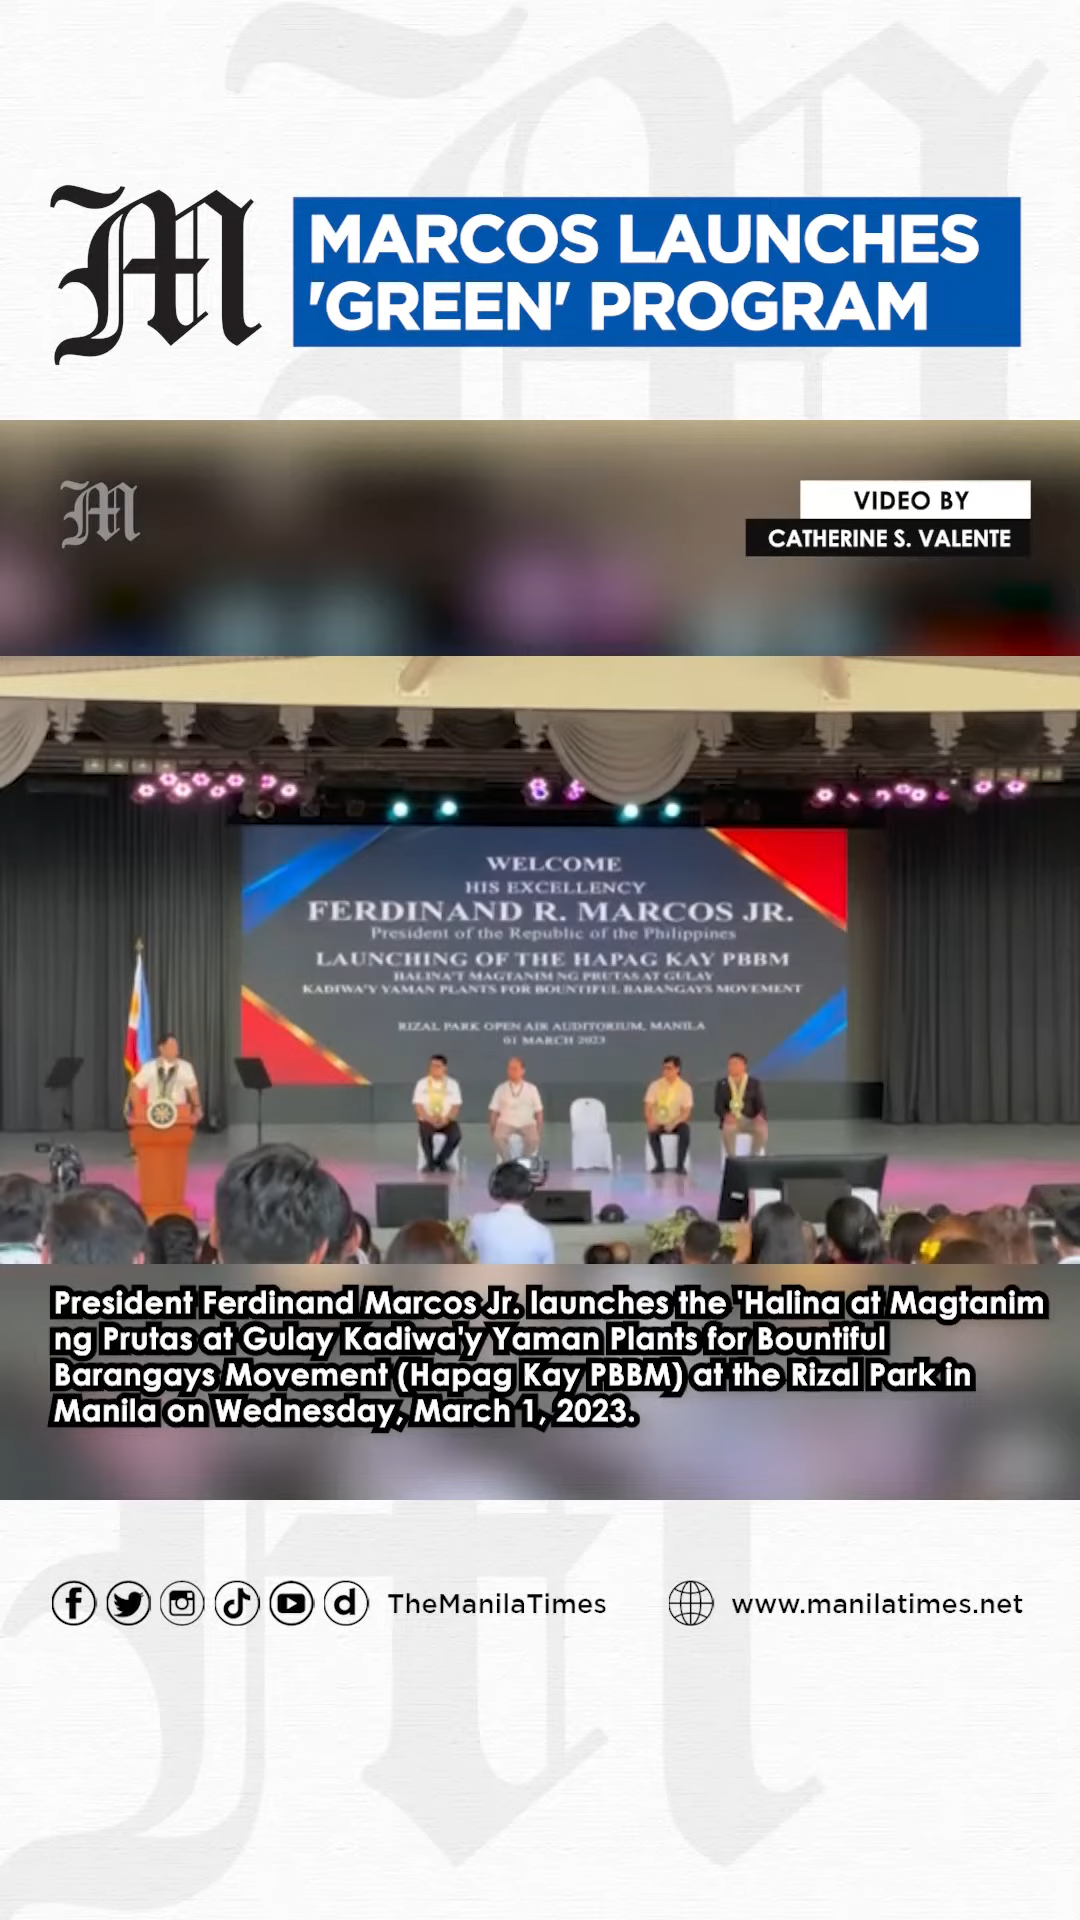 M
MARCOS LAUNCHES
'GREEN' PROGRAM
M
VIDEO BY
CATHERINE S. VALENTE
WELCOME
HIS EXCELLENCY
FERDINAND R. MARCOS JR.
President of the Republic of the Philippines
LAUNCHING OF THE HAPAG KAY PBBM
HALINA'T MAGTANIM NG PRUTAS AT GULAY
KADIWA'Y YAMAN PLANTS FOR BOUNTIFUL BARANGAYS MOVEMENT
RIZAL PARK OPEN AIR AUDITORIUM, MANILA
01 MARCH 2023
President Ferdinand Marcos Jr. launches the 'Halina at Magtanim
ng Prutas at Gulay Kadiwa'y Yaman Plants for Bountiful
Barangays Movement (Hapag Kay PBBM) at the Rizal Park in
Manila on Wednesday, March 1, 2023.
TheManilaTimes
www.manilatimes.net